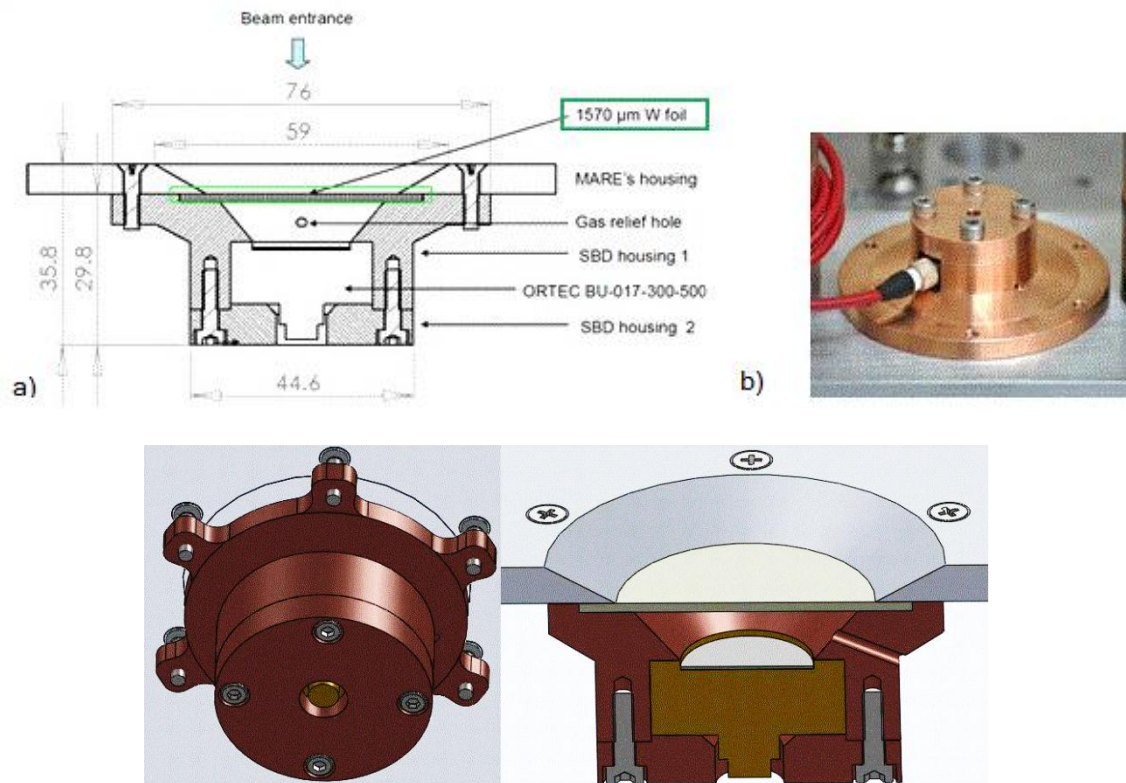 Beam entrance
76
59
1570 μm W foil
MARE's housing
Gas relief hole
SBD housing 1
ORTEC BU-017-300-500
SBD housing 2
35.8
29.8
44.6
a)
b)